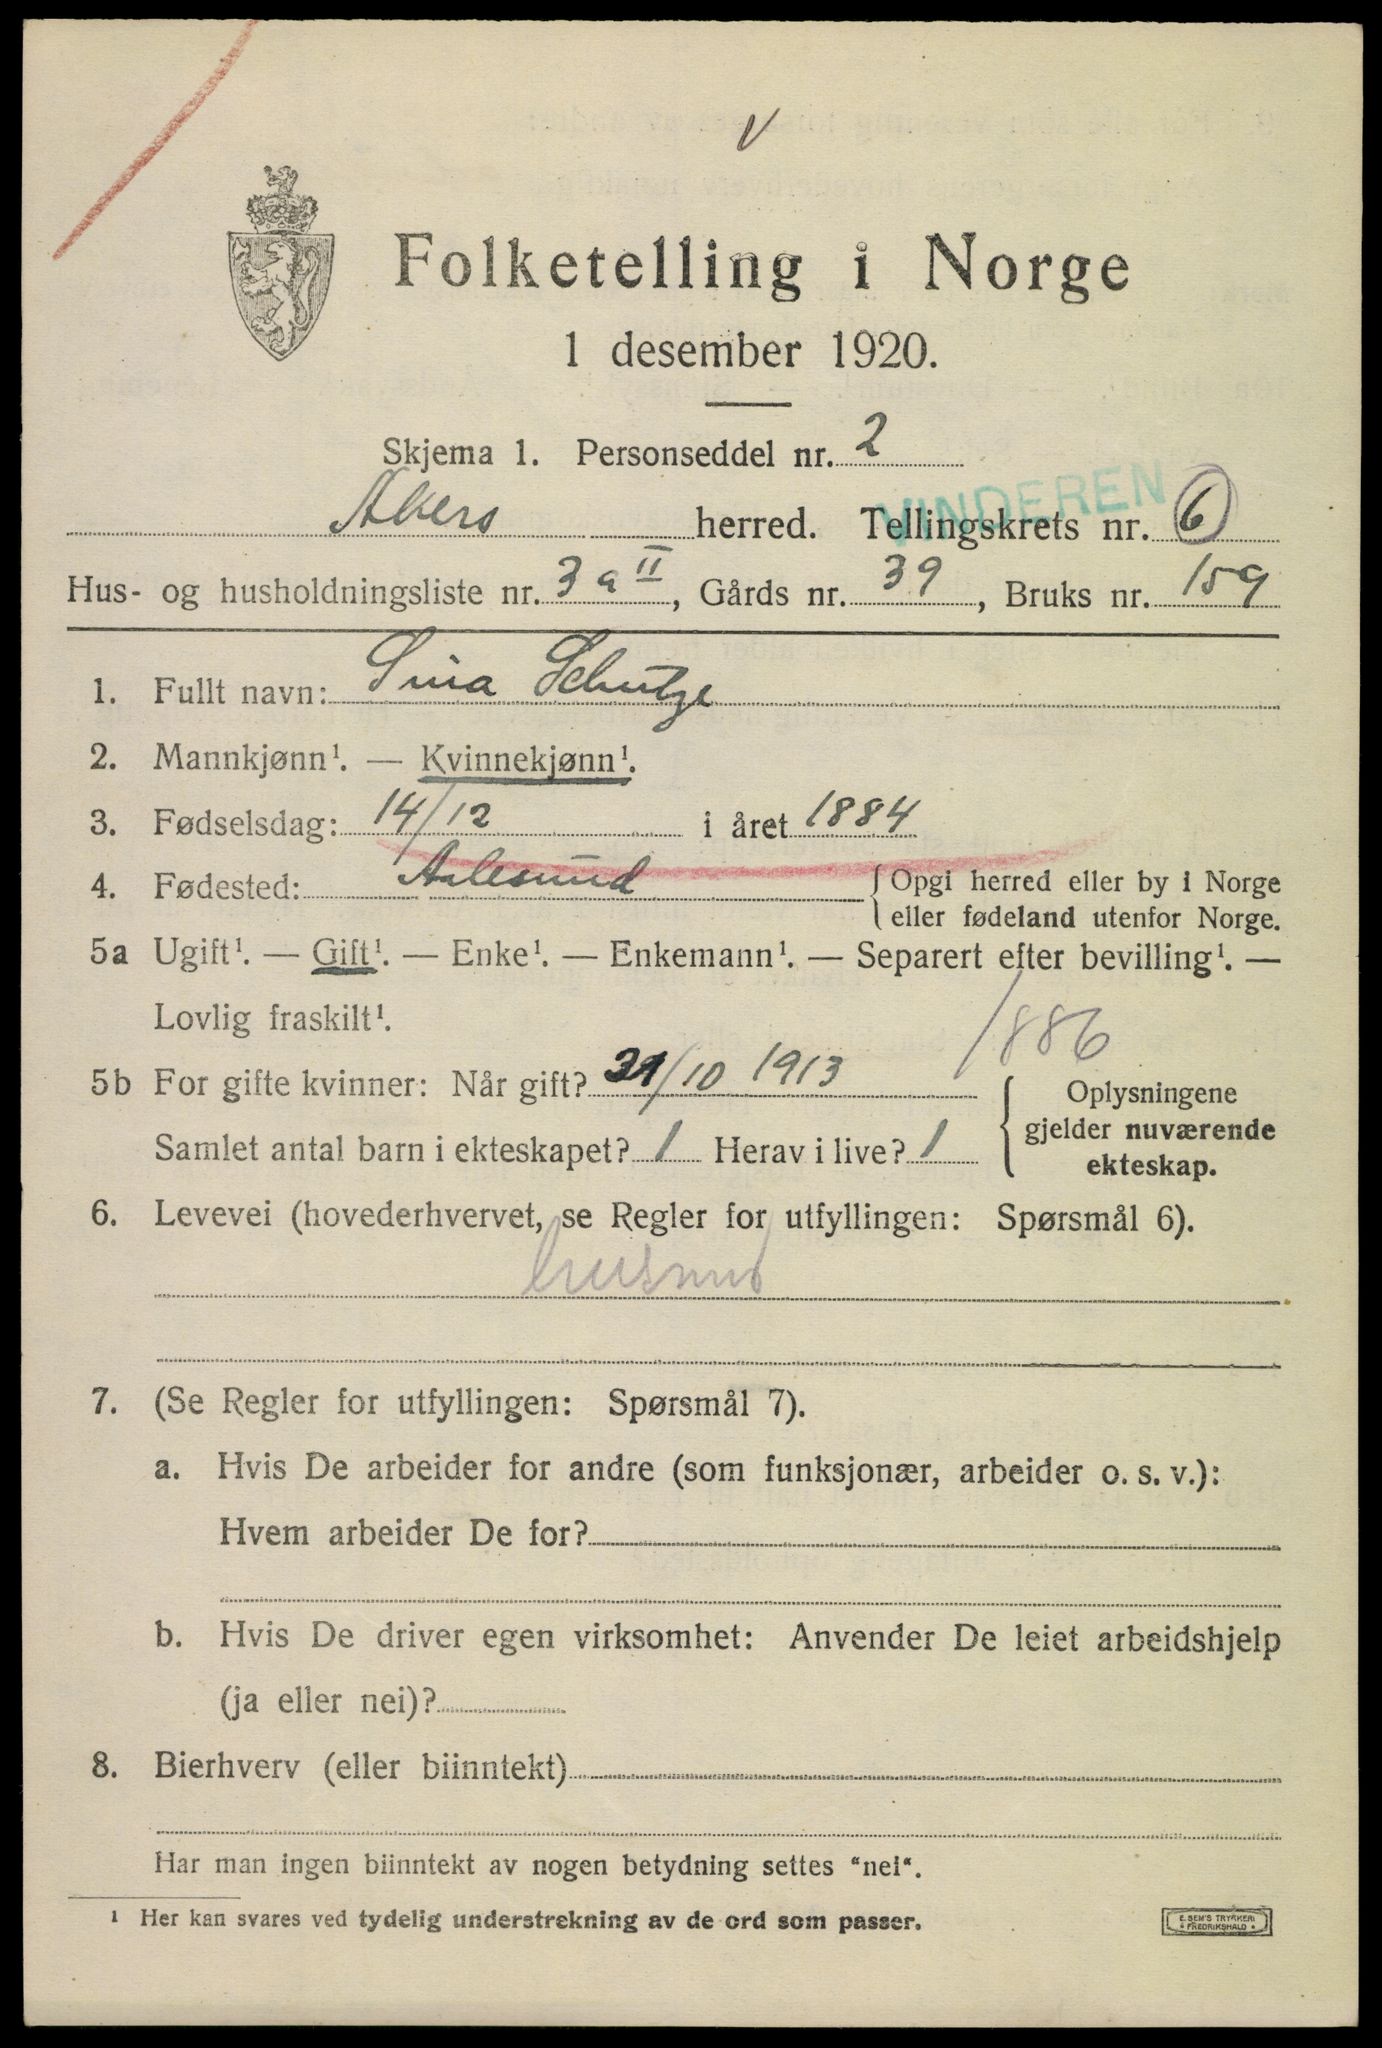 V
Folketelling i Norge
1 desember 1920.
Skjema 1. Personseddel nr. 2
VINDEREN
Akers herred. Tellingskrets nr. 6
Hus- og husholdningsliste nr. 3a II, Gårds nr. 39, Bruks nr. 159
1. Fullt navn: Sina Schutze
2. Mannkjønn¹. — Kvinnekjønn¹.
3. Fødselsdag: 14/12 i året 1884
4. Fødested: Aalesund {Opgi herred eller by i Norge
eller fødeland utenfor Norge.
5a Ugift¹. — Gift¹. — Enke¹. — Enkemann¹. — Separert efter bevilling¹. —
Lovlig fraskilt¹.
1886
5b For gifte kvinner: Når gift? 31/10 1913
Samlet antal barn i ekteskapet? 1 Herav i live? 1
Oplysningene
gjelder nuværende
ekteskap.
6. Levevei (hovederhvervet, se Regler for utfyllingen: Spørsmål 6).
husmor
7. (Se Regler for utfyllingen: Spørsmål 7).
a. Hvis De arbeider for andre (som funksjonær, arbeider o. s. v.):
Hvem arbeider De for?
b. Hvis De driver egen virksomhet: Anvender De leiet arbeidshjelp
(ja eller nei)?
8. Bierhverv (eller biinntekt)
Har man ingen biinntekt av nogen betydning settes "nei".
¹ Her kan svares ved tydelig understrekning av de ord som passer.
E. SEM'S TRYKKERI
FREDRIKSHALD